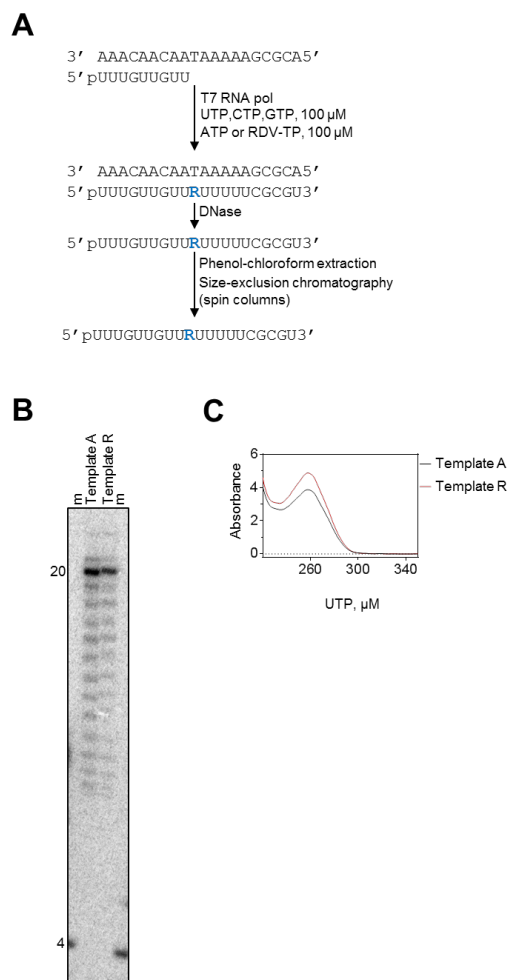 A
3′ AAACAACAATAAAAAGCGCA5′
5′pUUUGUUGUU
T7 RNA pol
UTP,CTP,GTP, 100 µM
ATP or RDV-TP, 100 µM
3′ AAACAACAATAAAAAGCGCA5′
5′pUUUGUUGUURUUUUUCGCGU3′
DNase
5′pUUUGUUGUURUUUUUCGCGU3′
Phenol-chloroform extraction
Size-exclusion chromatography
(spin columns)
5′pUUUGUUGUURUUUUUCGCGU3′
B
m
Template A
Template R
m
20
4
C
Absorbance
6
4
2
0
260
300
340
UTP, µM
Template A
Template R